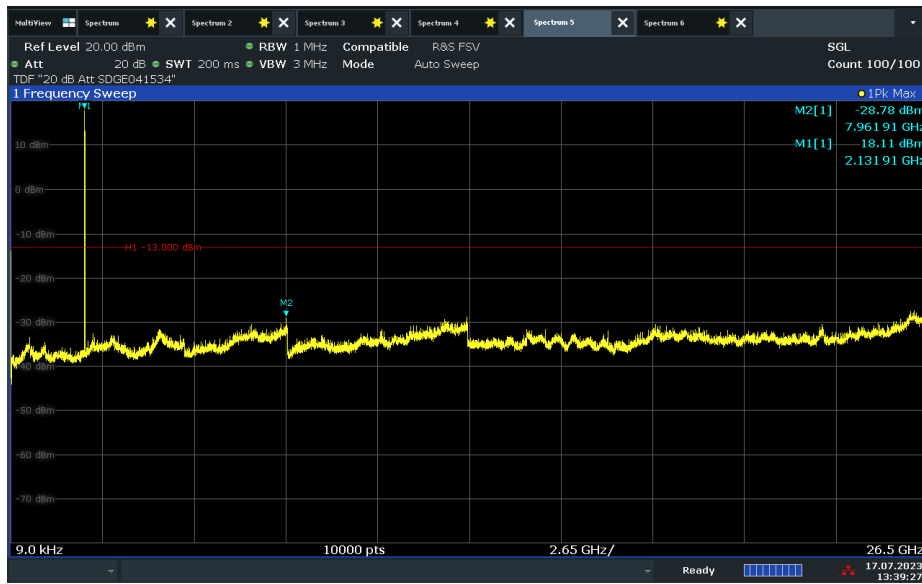 MultiView Spectrum Spectrum 2 Spectrum 3 Spectrum 4 Spectrum 5 Spectrum 6
Ref Level 20.00 dBm RBW 1 MHz Compatible R&S FSV SGL
Att 20 dB SWT 200 ms VBW 3 MHz Mode Auto Sweep Count 100/100
TDF "20 dB Att SDGE041534"
1 Frequency Sweep 1Pk Max
M1 M2[1] -28.78 dBm
7.961 91 GHz
M1[1] 18.11 dBm
2.131 91 GHz
10 dBm
0 dBm
-10 dBm
H1 -13.000 dBm
-20 dBm
M2
-30 dBm
-40 dBm
-50 dBm
-60 dBm
-70 dBm
9.0 kHz 10000 pts 2.65 GHz/ 26.5 GHz
Ready 17.07.2023
13:39:27